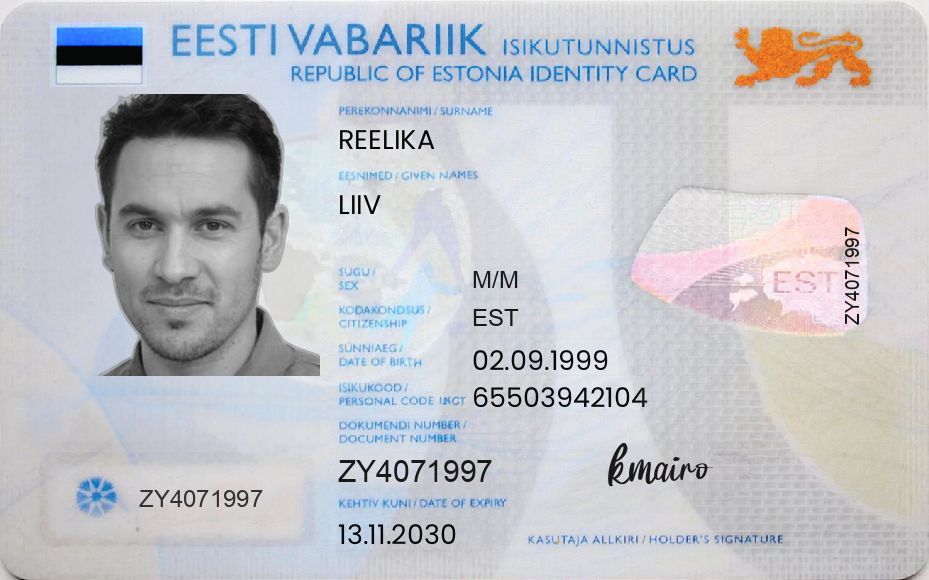 EESTI VABARIIK ISIKUTUNNISTUS
REPUBLIC OF ESTONIA IDENTITY CARD
PEREKONNANIMI / SURNAME
REELIKA
EESNIMED / GIVEN NAMES
LIIV
SUGU /
SEX
M/M
KODAKONDSUS /
CITIZENSHIP
EST
SÜNNIAEG /
DATE OF BIRTH
02.09.1999
ISIKUKOOD /
PERSONAL CODE
65503942104
DOKUMENDI NUMBER /
DOCUMENT NUMBER
ZY4071997
KEHTIV KUNI / DATE OF EXPIRY
13.11.2030
kmairo
KASUTAJA ALLKIRI / HOLDER'S SIGNATURE
ZY4071997
EST
ZY4071997